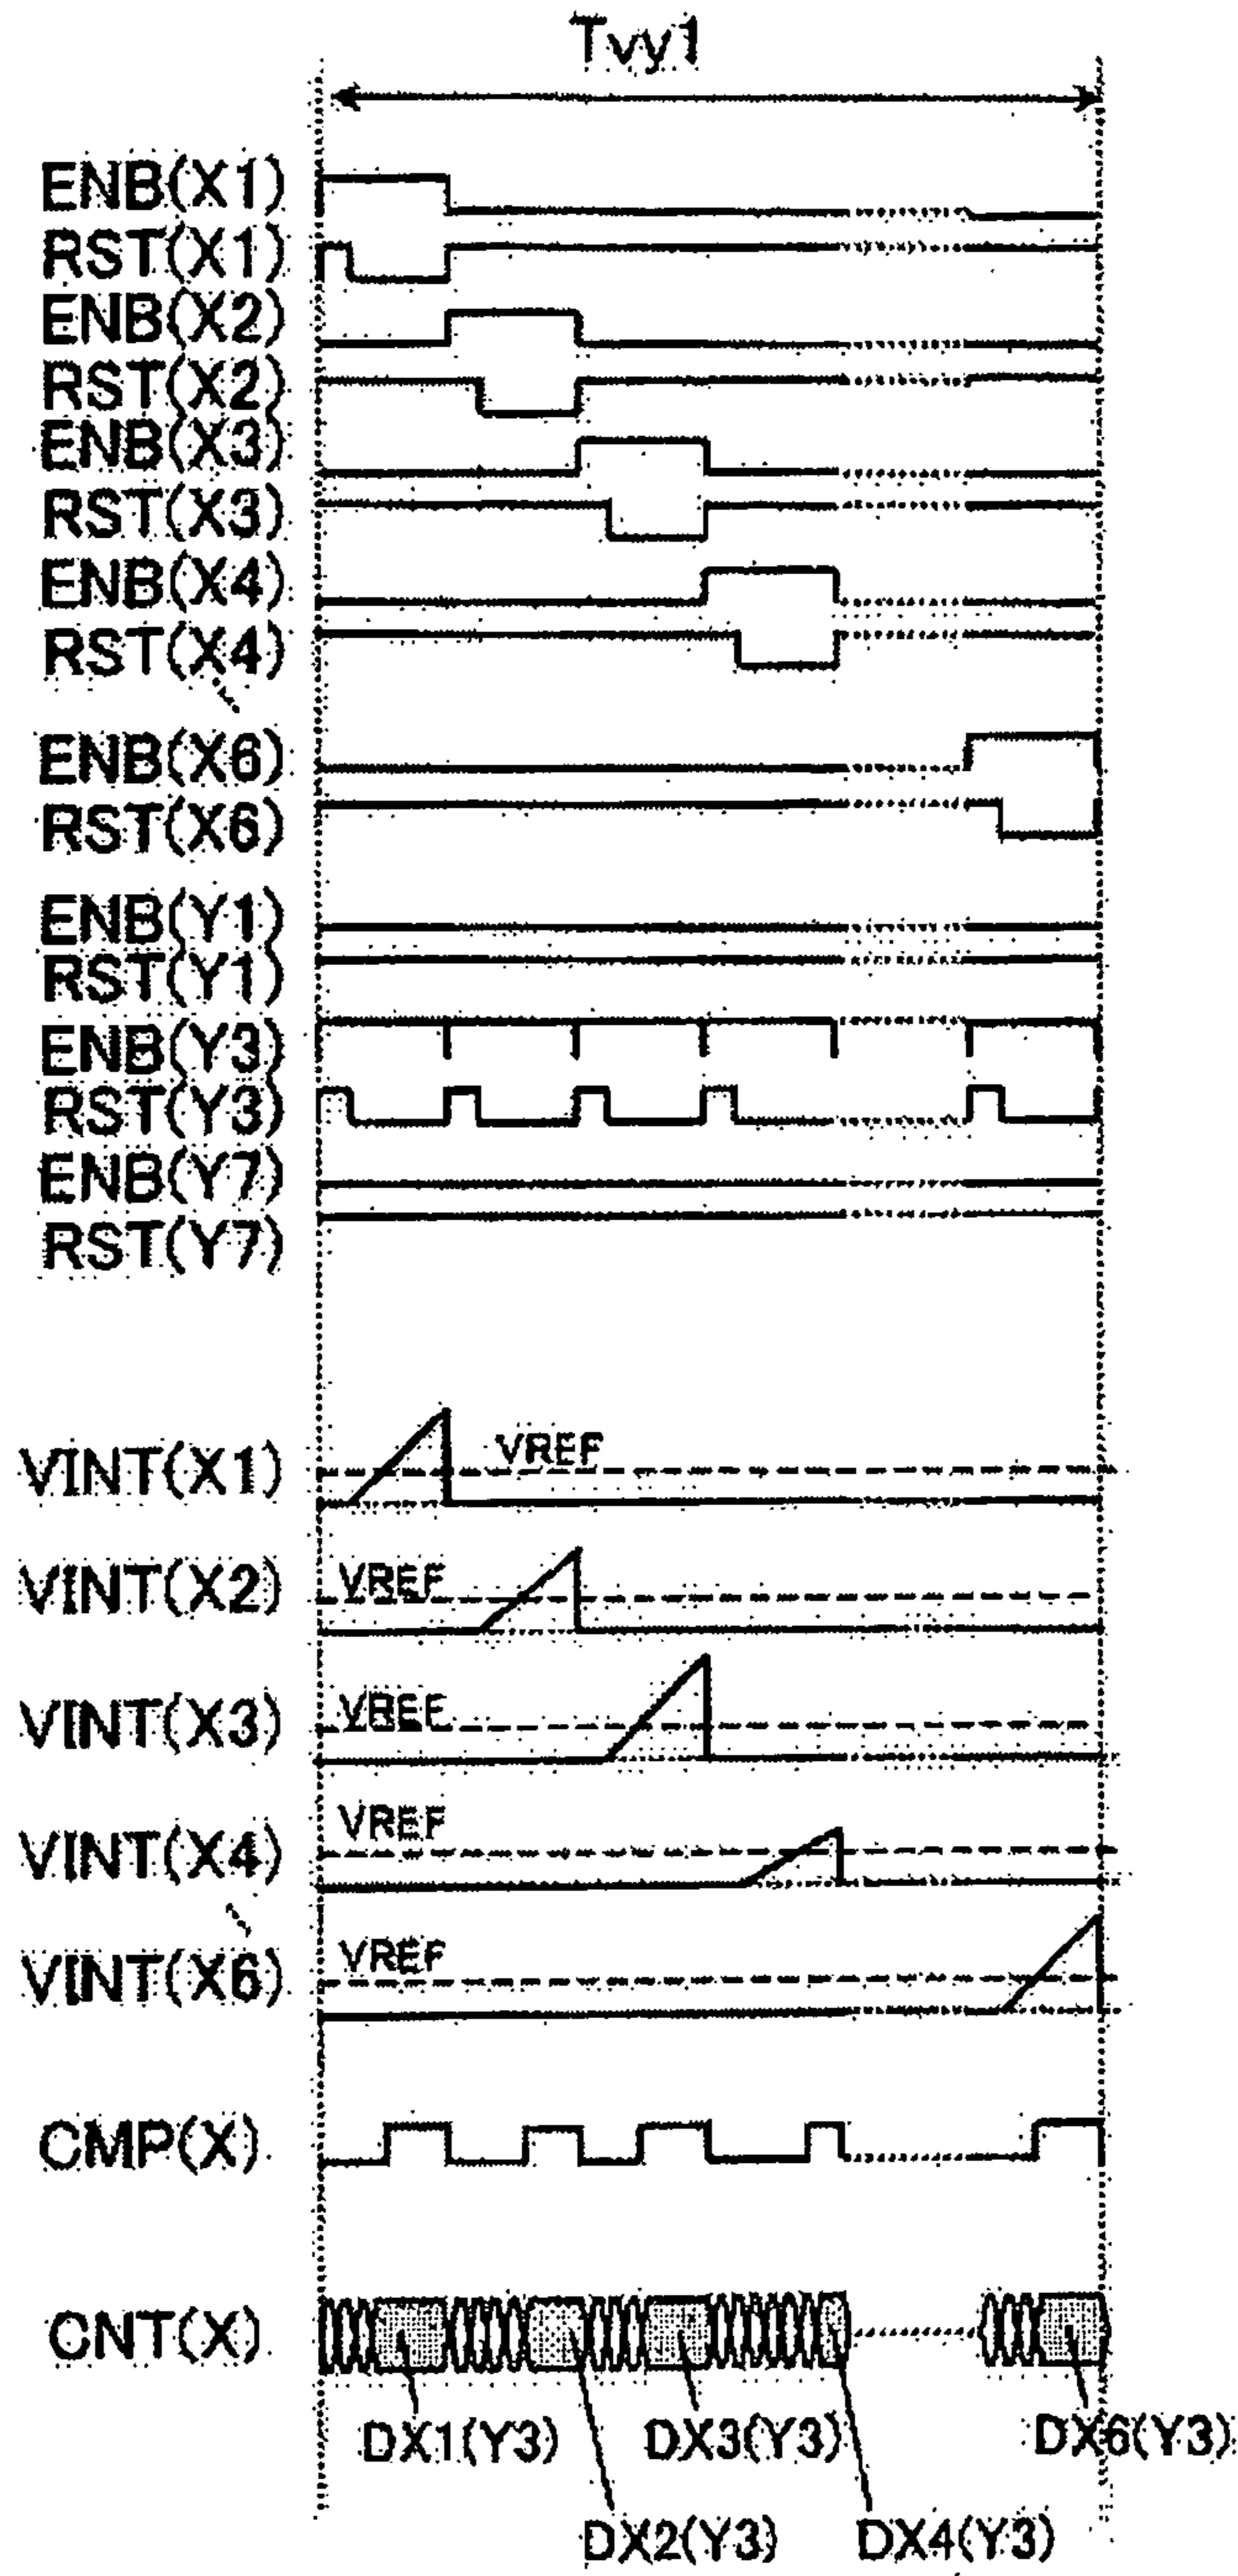 Tvy1
ENB(X1)
RST(X1)
ENB(X2)
RST(X2)
ENB(X3)
RST(X3)
ENB(X4)
RST(X4)
ENB(X6)
RST(X6)
ENB(Y1)
RST(Y1)
ENB(Y3)
RST(Y3)
ENB(Y7)
RST(Y7)
VINT(X1) VREF
VINT(X2) VREF
VINT(X3) VREF
VINT(X4) VREF
VINT(X6) VREF
CMP(X)
CNT(X)
DX1(Y3) DX3(Y3) DX6(Y3)
DX2(Y3) DX4(Y3)